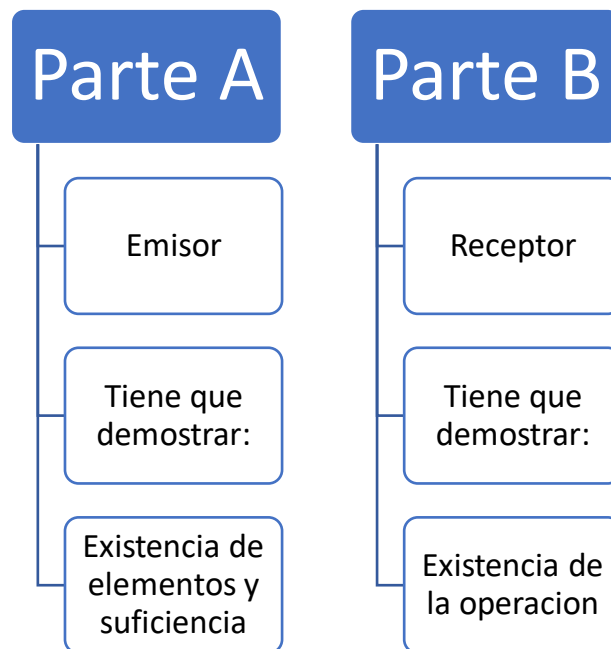 Parte A
Emisor
Tiene que
demostrar:
Existencia de
elementos y
suficiencia
Parte B
Receptor
Tiene que
demostrar:
Existencia de
la operacion